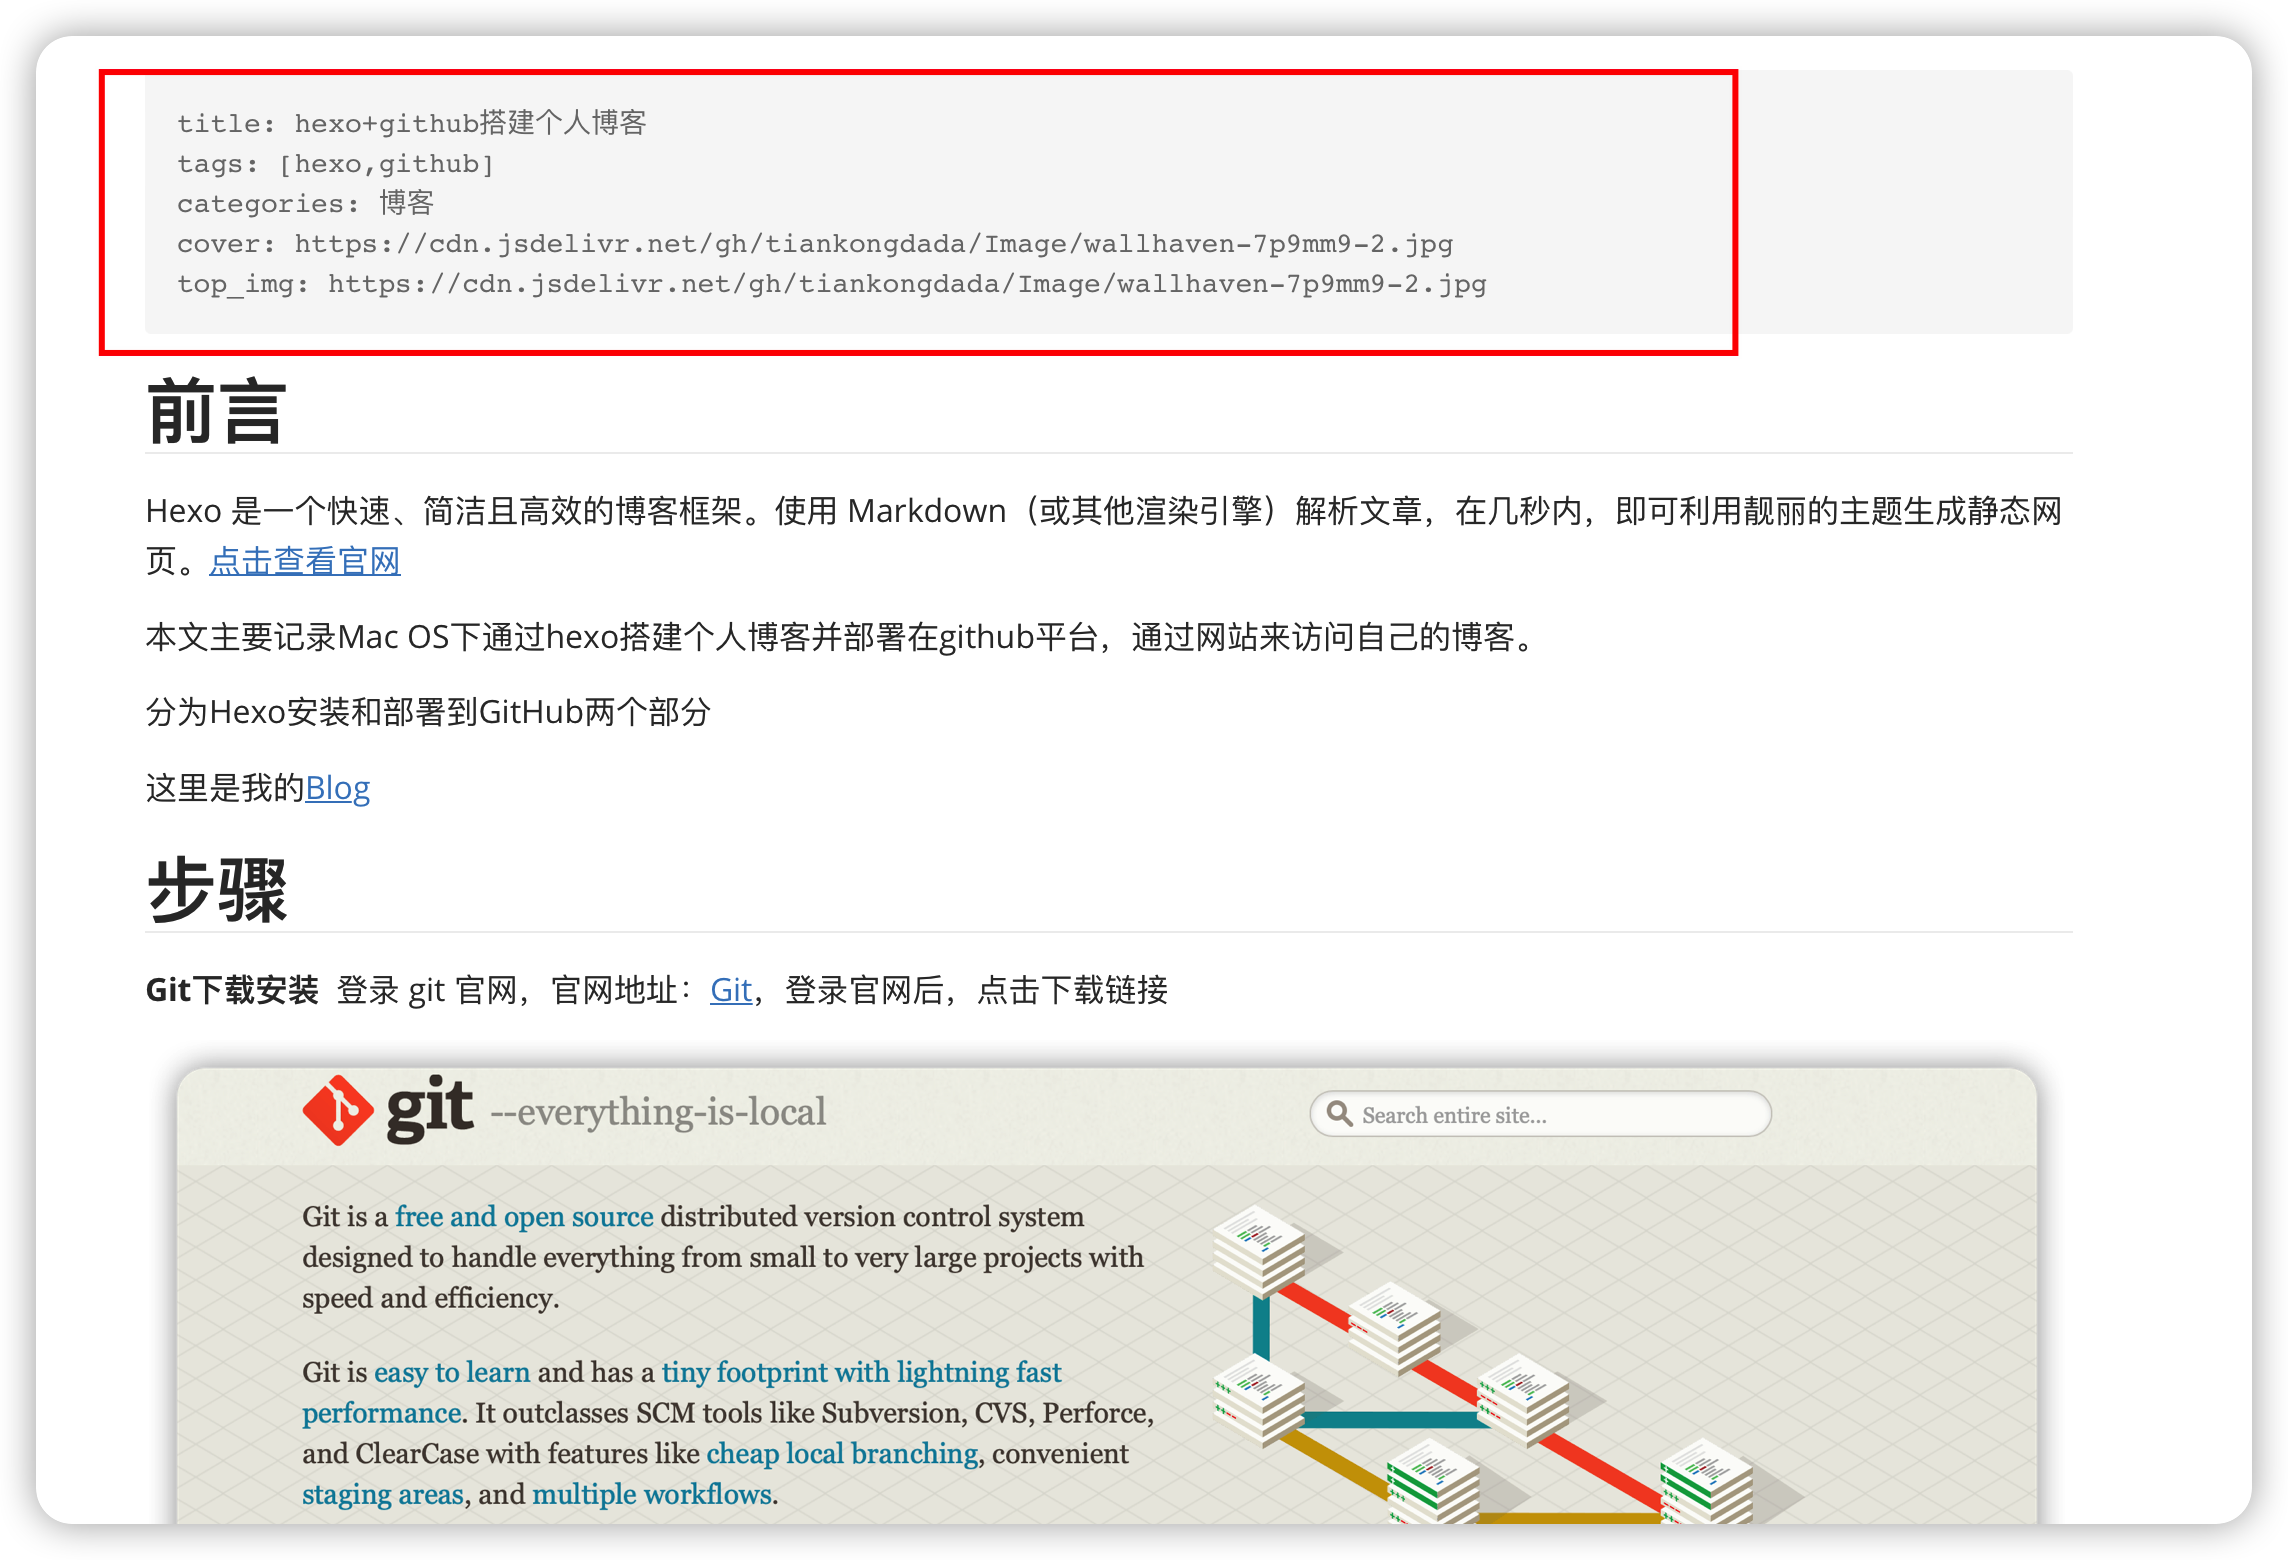 title: hexo+github搭建个人博客
tags: [hexo,github]
categories: 博客
cover: https://cdn.jsdelivr.net/gh/tiankongdada/Image/wallhaven-7p9mm9-2.jpg
top_img: https://cdn.jsdelivr.net/gh/tiankongdada/Image/wallhaven-7p9mm9-2.jpg
前言
Hexo 是一个快速、简洁且高效的博客框架。使用 Markdown（或其他渲染引擎）解析文章，在几秒内，即可利用靓丽的主题生成静态网
页。点击查看官网
本文主要记录Mac OS下通过hexo搭建个人博客并部署在github平台，通过网站来访问自己的博客。
分为Hexo安装和部署到GitHub两个部分
这里是我的Blog
步骤
Git下载安装 登录 git 官网，官网地址：Git，登录官网后，点击下载链接
git --everything-is-local
Search entire site...
Git is a free and open source distributed version control system
designed to handle everything from small to very large projects with
speed and efficiency.
Git is easy to learn and has a tiny footprint with lightning fast
performance. It outclasses SCM tools like Subversion, CVS, Perforce,
and ClearCase with features like cheap local branching, convenient
staging areas, and multiple workflows.